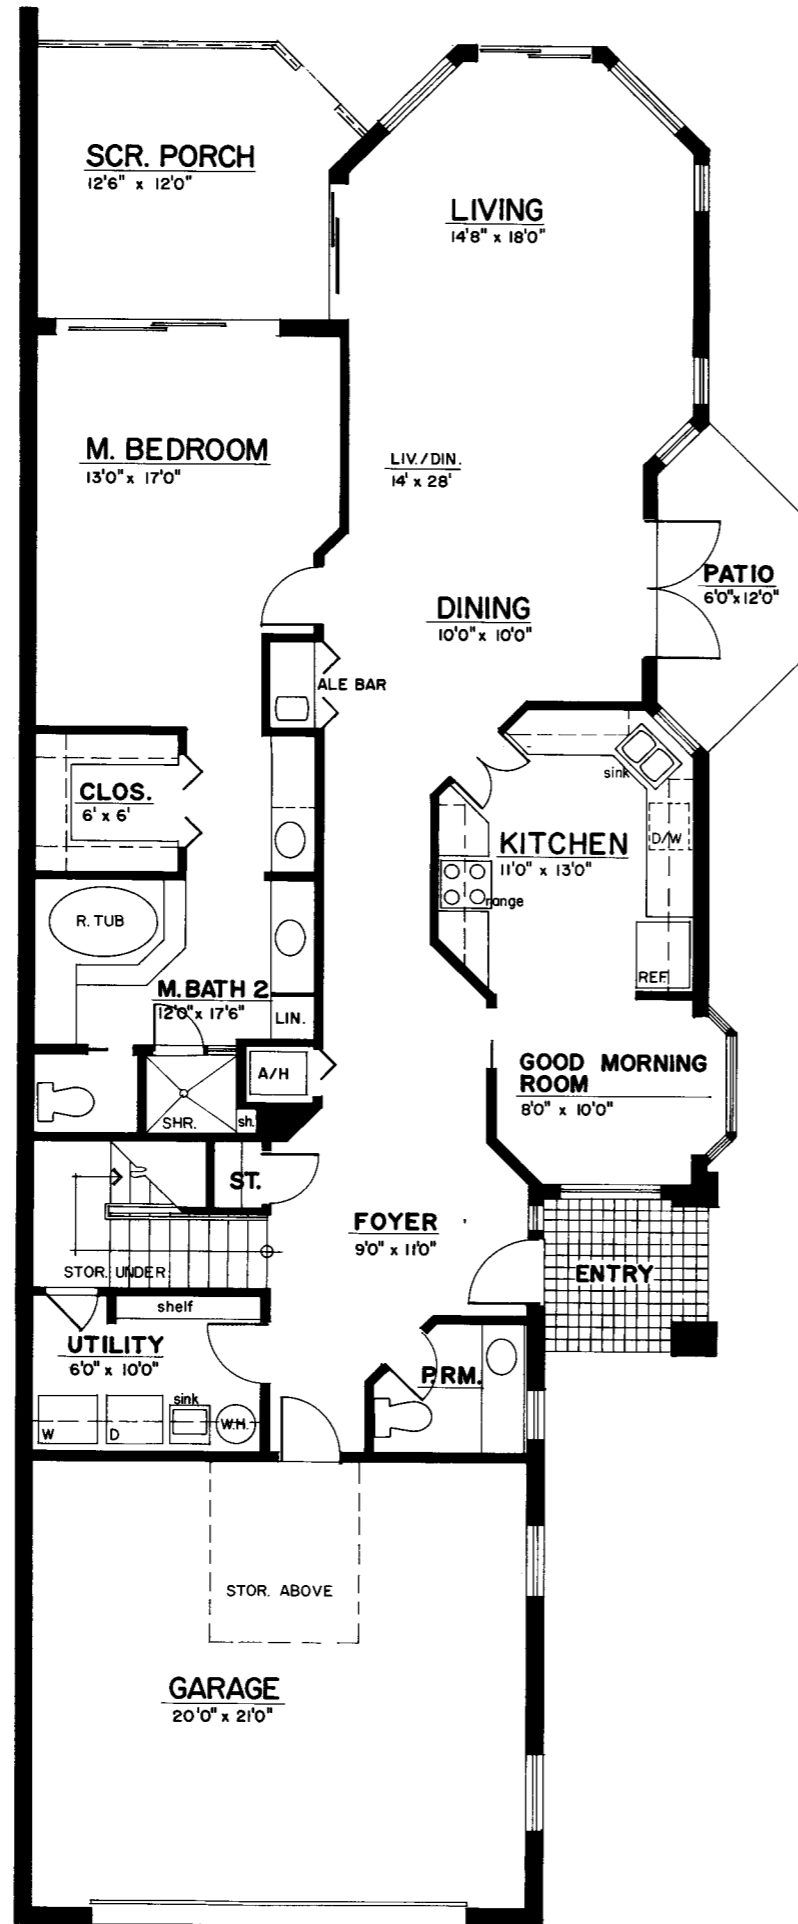 SCR. PORCH
12'6" x 12'0"
LIVING
14'8" x 18'0"
M. BEDROOM
13'0" x 17'0"
LIV./DIN.
14' x 28'
PATIO
6'0" x 12'0"
DINING
10'0" x 10'0"
ALE BAR
sink
CLOS.
6' x 6'
KITCHEN
11'0" x 13'0"
D/W
range
R. TUB
REF.
M. BATH 2
12'0" x 17'6"
LIN.
A/H
GOOD MORNING
ROOM
8'0" x 10'0"
SHR.
sh.
ST.
FOYER
9'0" x 11'0"
STOR. UNDER
ENTRY
shelf
UTILITY
6'0" x 10'0"
P.RM.
sink
W
D
W.H.
STOR. ABOVE
GARAGE
20'0" x 21'0"